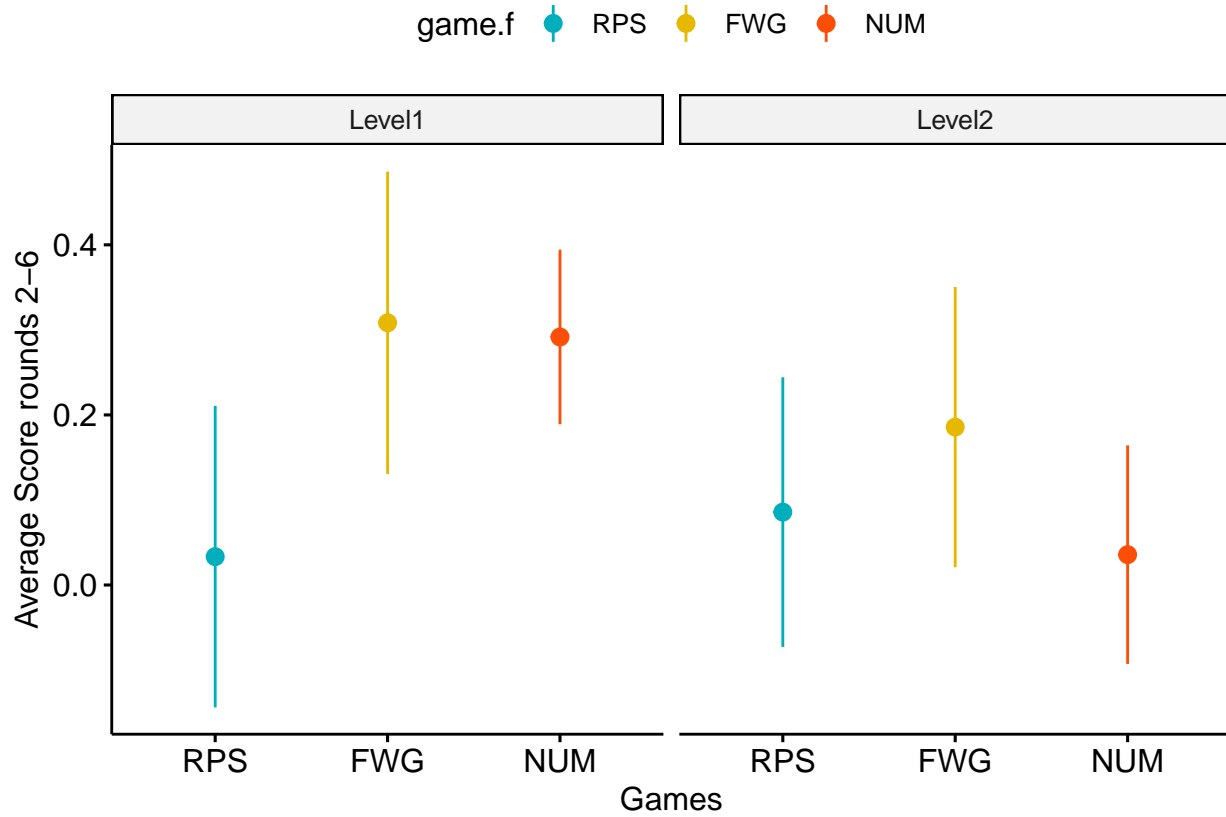 game.f RPS FWG NUM
Level1 Level2
Average Score rounds 2−6
0.4
0.2
0.0
RPS FWG NUM RPS FWG NUM
Games